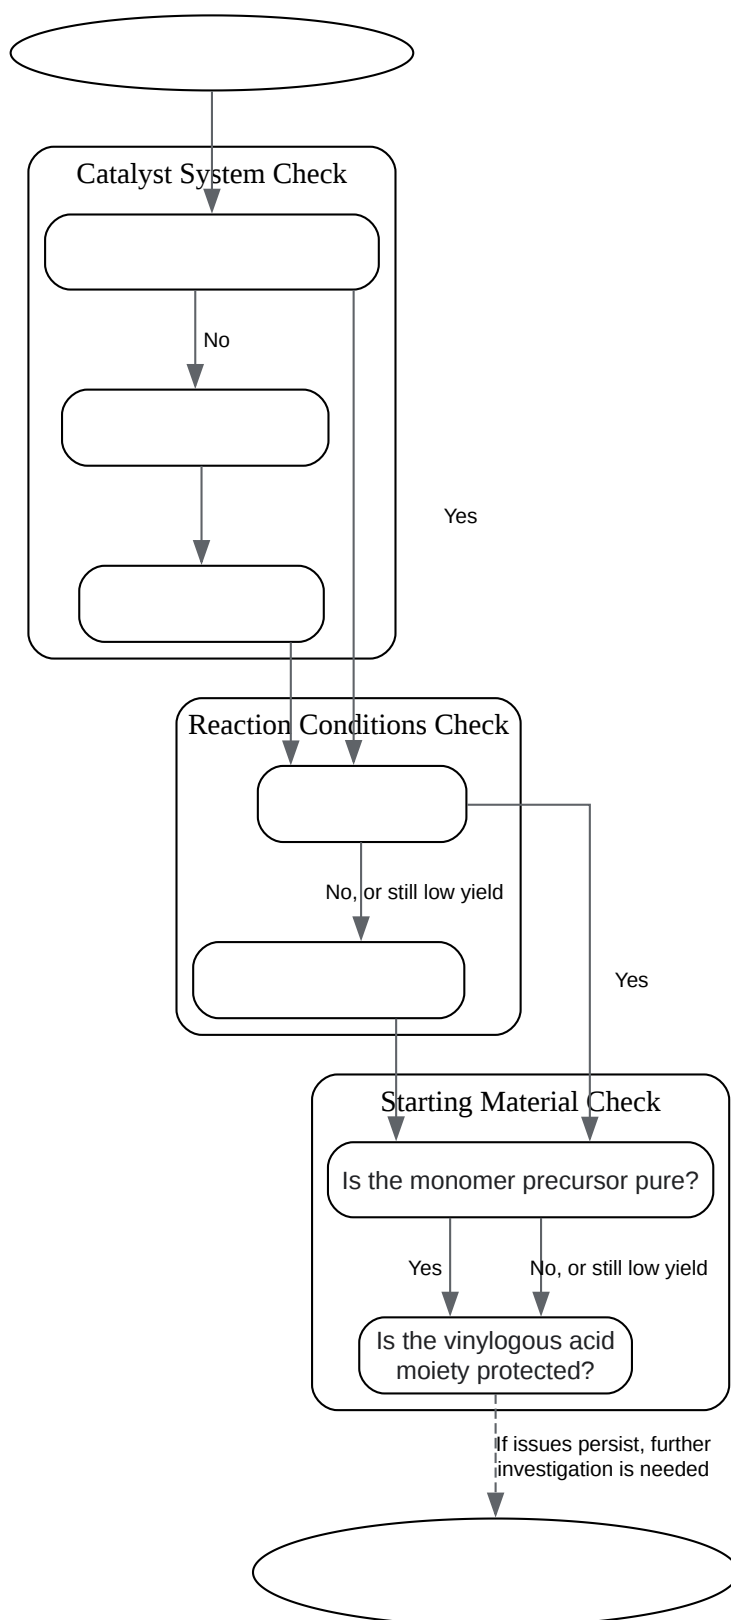 Catalyst System Check
No
Yes
Reaction Conditions Check
No, or still low yield
Yes
Starting Material Check
Is the monomer precursor pure?
Yes
No, or still low yield
Is the vinylogous acid
moiety protected?
If issues persist, further
investigation is needed